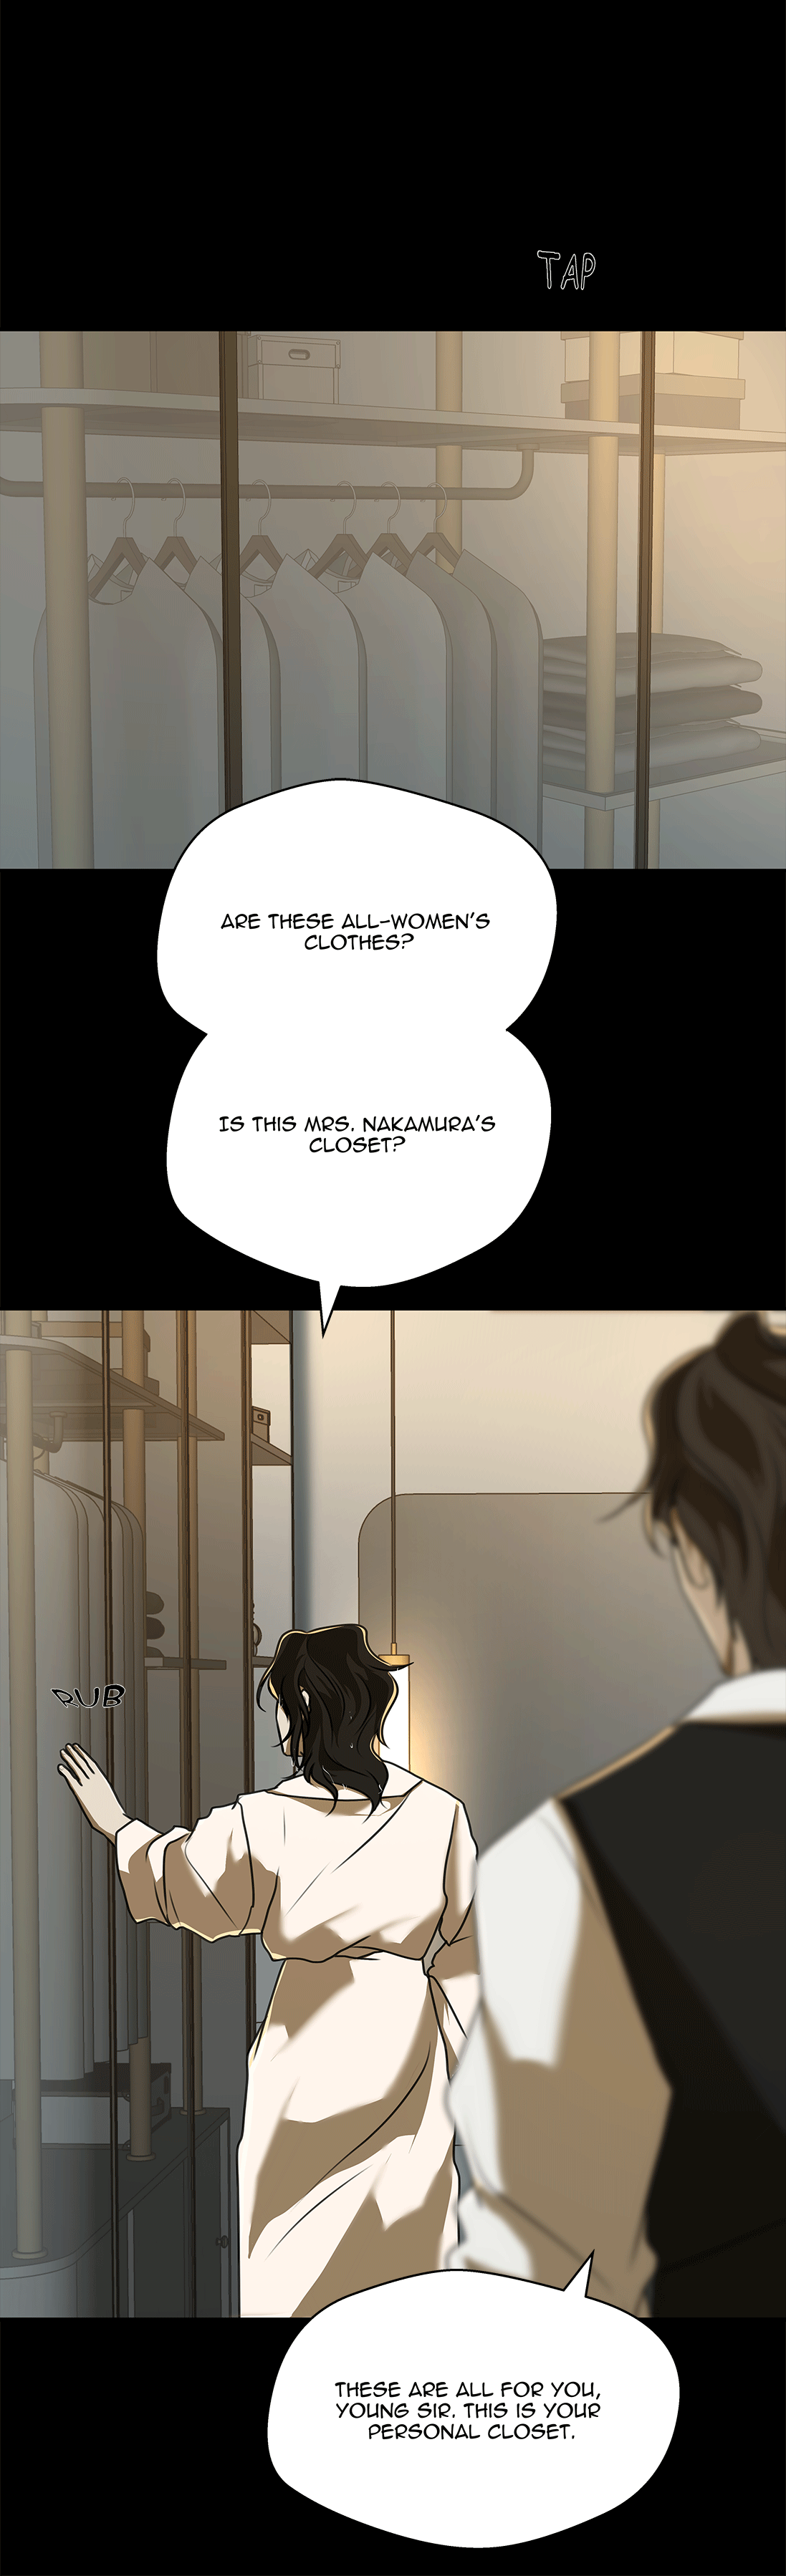 TAP
ARE THESE ALL-WOMEN'S
CLOTHES?
IS THIS MRS. NAKAMURA'S
CLOSET?
RUB
THESE ARE ALL FOR YOU,
YOUNG SIR. THIS IS YOUR
PERSONAL CLOSET.